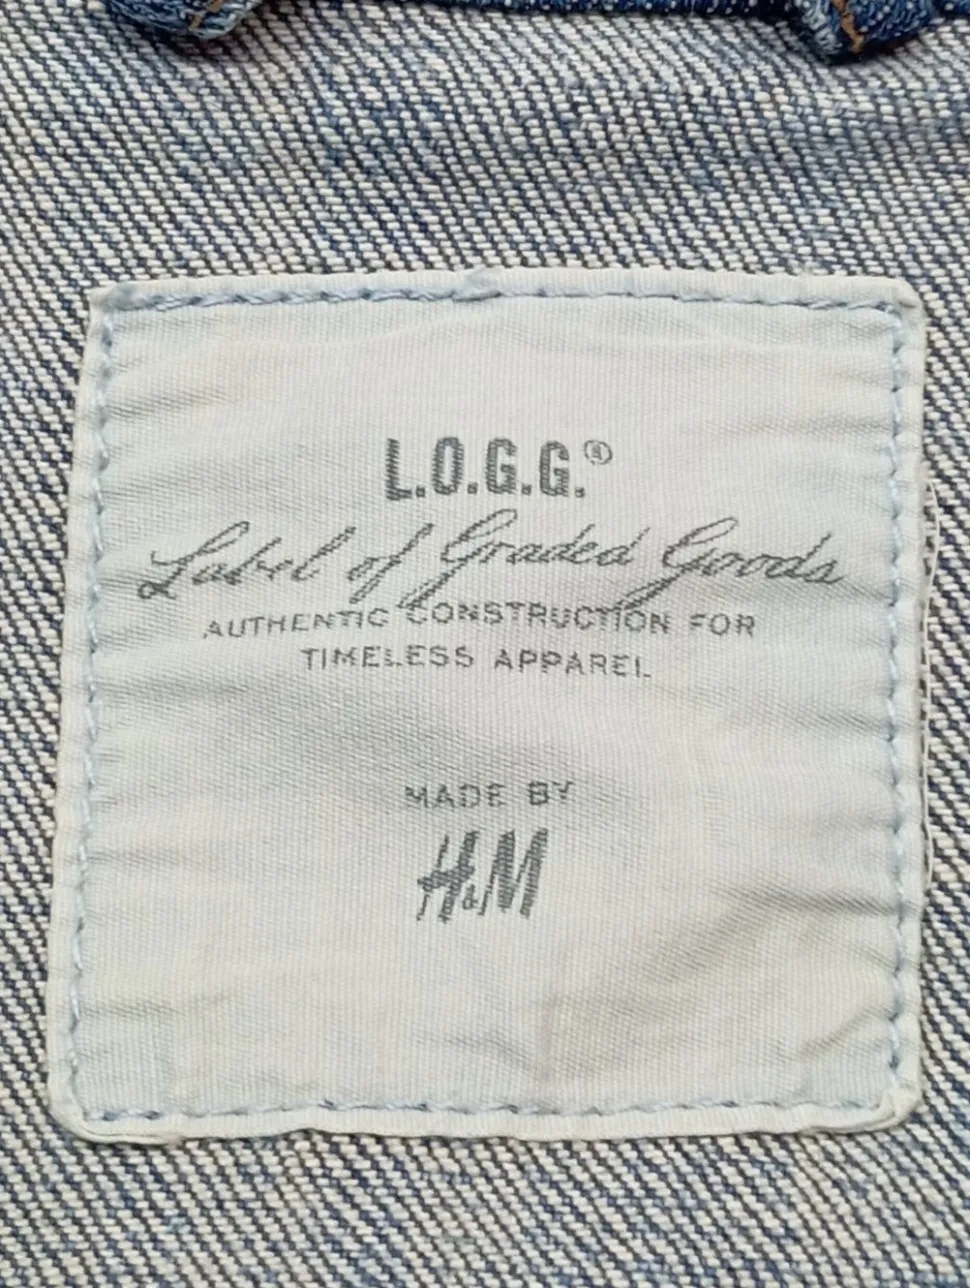 L.O.G.G.®
Label of Graded Goods
AUTHENTIC CONSTRUCTION FOR
TIMELESS APPAREL
MADE BY
H&M